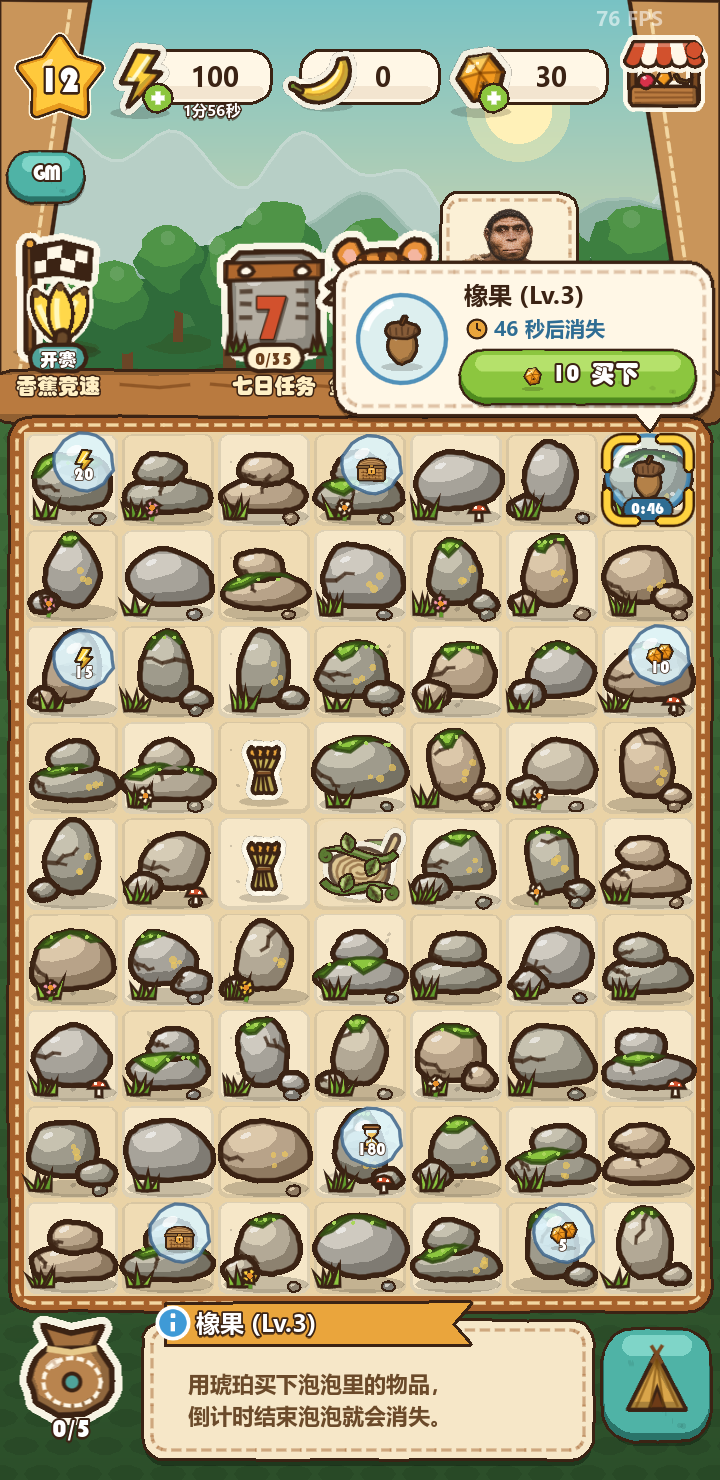 76 FPS
12
100
0
30
1分56秒
GM
7
开赛
0/35
香蕉竞速
七日任务
橡果 (Lv.3)
46 秒后消失
10 买下
20
0:46
15
10
180
5
橡果 (Lv.3)
用琥珀买下泡泡里的物品，
倒计时结束泡泡就会消失。
0/5